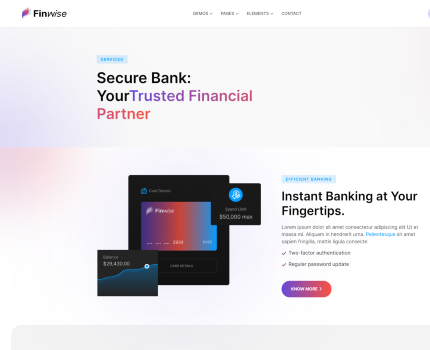 Finwise
DEMOS
PAGES
ELEMENTS
CONTACT
SERVICES
Secure Bank:
YourTrusted Financial
Partner
Card Details
Spend Limit
$50,000 max
Finwise
2934
Balance
$29,430.00
CARD DETAILS
EFFICIENT BANKING
Instant Banking at Your
Fingertips.
Lorem ipsum dolor sit amet consectetur adipiscing elit Ut et
massa mi. Aliquam in hendrerit urna. Pellentesque sit amet
sapien fringilla, mattis ligula consecte
Two-factor authentication
Regular password update
KNOW MORE